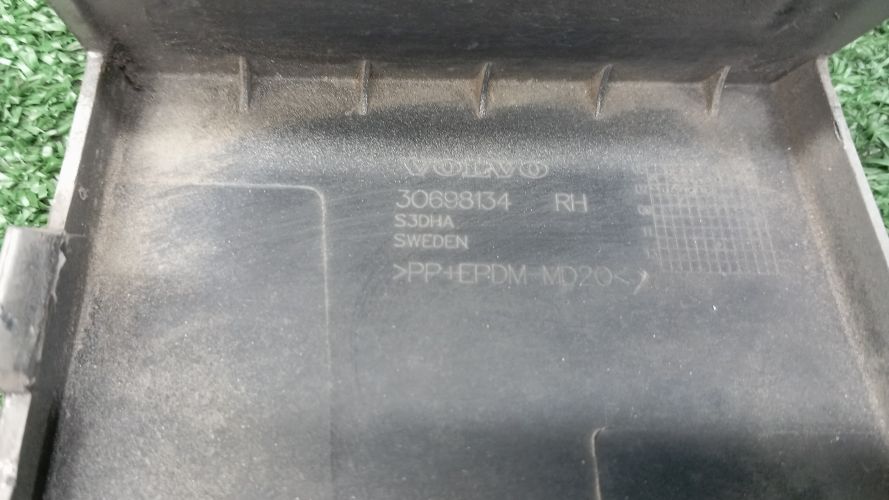 VOLVO
30698134 RH
S3DHA
SWEDEN
>PP+EPDM-MD20<